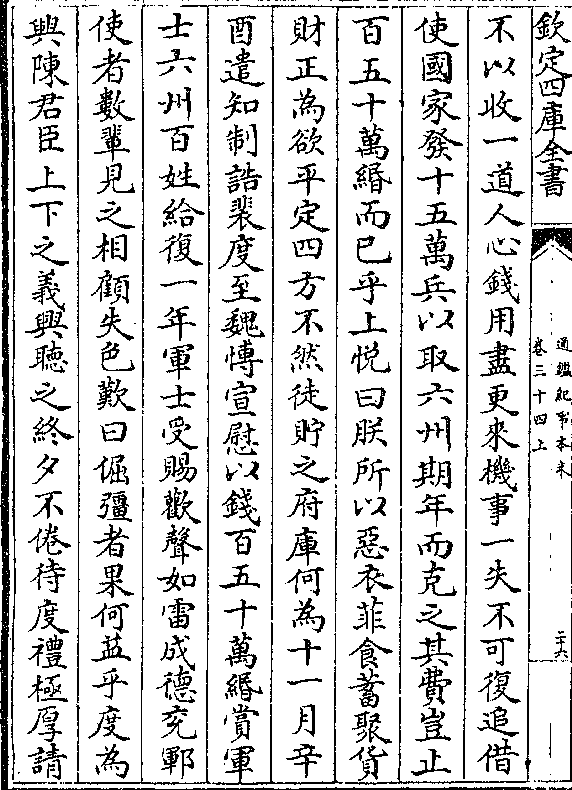 欽定四庫全書
通鑑紀事本末
卷三十四上
二十六
不以收一道人心錢用盡更來機事一失不可復追借
使國家發十五萬兵以取六州期年而克之其費豈止
百五十萬緡而已乎上悅曰朕所以惡衣菲食蓄聚貨
財正為欲平定四方不然徒貯之府庫何為十一月辛
酉遣知制誥裴度至魏博宣慰以錢百五十萬緡賞軍
士六州百姓給復一年軍士受賜歡聲如雷成德兖鄆
使者數輩見之相顧失色歎曰倔彊者果何益乎度為
興陳君臣上下之義興聽之終夕不倦待度禮極厚請